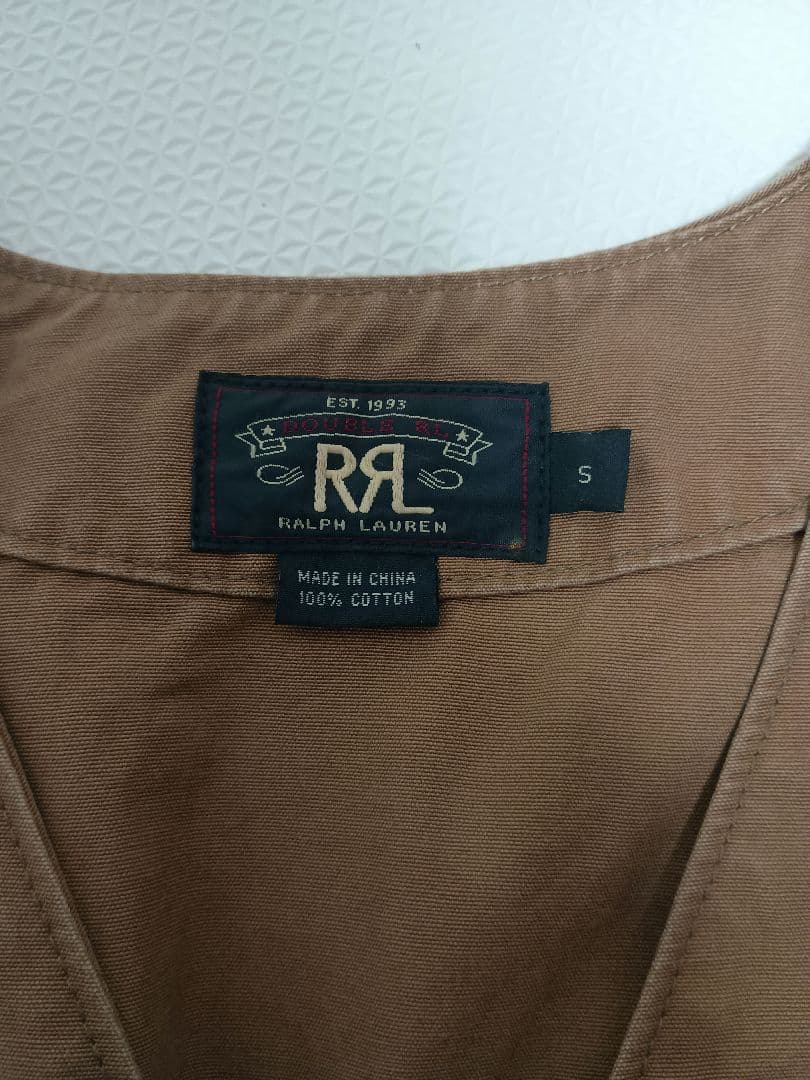 EST. 1993
DOUBLE RL
RRL
RALPH LAUREN
S
MADE IN CHINA
100% COTTON